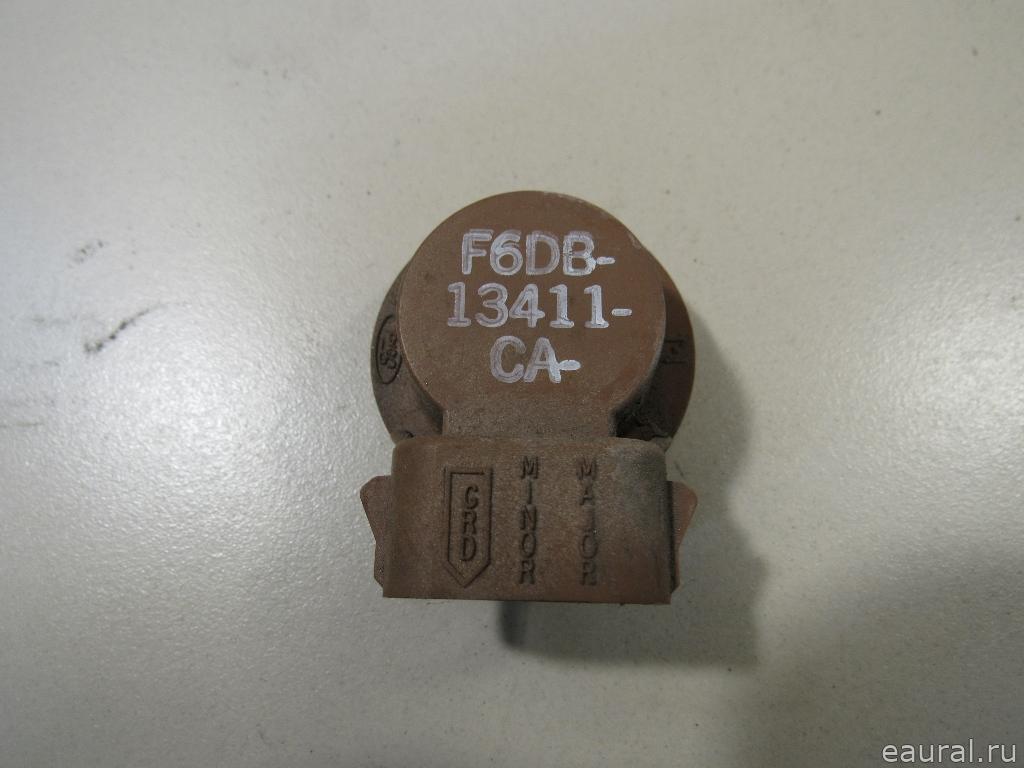 F6DB-
13411-
CA-
GRD
MINOR
MAJOR
eaural.ru